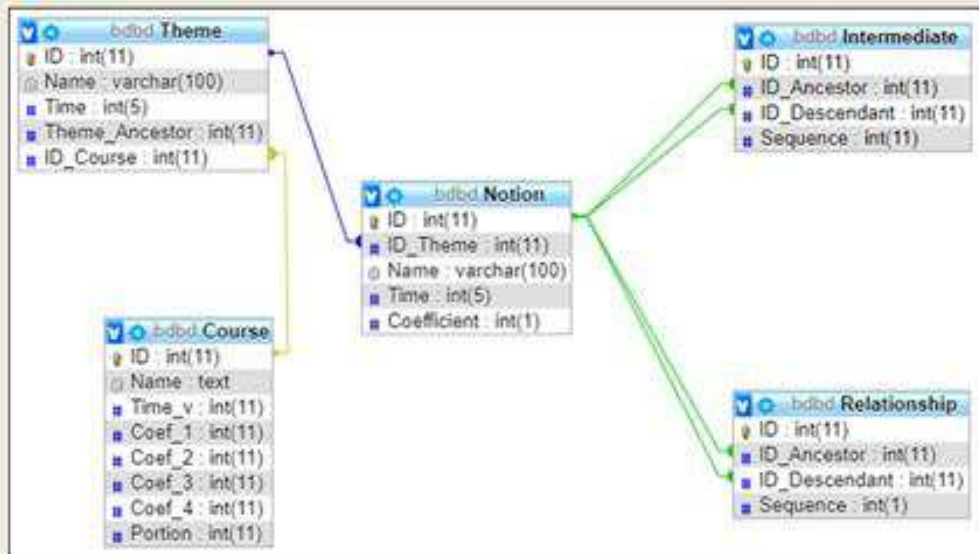 bdbd Theme
ID : int(11)
Name : varchar(100)
Time : int(5)
Theme_Ancestor : int(11)
ID_Course : int(11)
bdbd Course
ID : int(11)
Name : text
Time_v : int(11)
Coef_1 : int(11)
Coef_2 : int(11)
Coef_3 : int(11)
Coef_4 : int(11)
Portion : int(11)
bdbd Notion
ID : int(11)
ID_Theme : int(11)
Name : varchar(100)
Time : int(5)
Coefficient : int(1)
bdbd Intermediate
ID : int(11)
ID_Ancestor : int(11)
ID_Descendant : int(11)
Sequence : int(11)
bdbd Relationship
ID : int(11)
ID_Ancestor : int(11)
ID_Descendant : int(11)
Sequence : int(1)